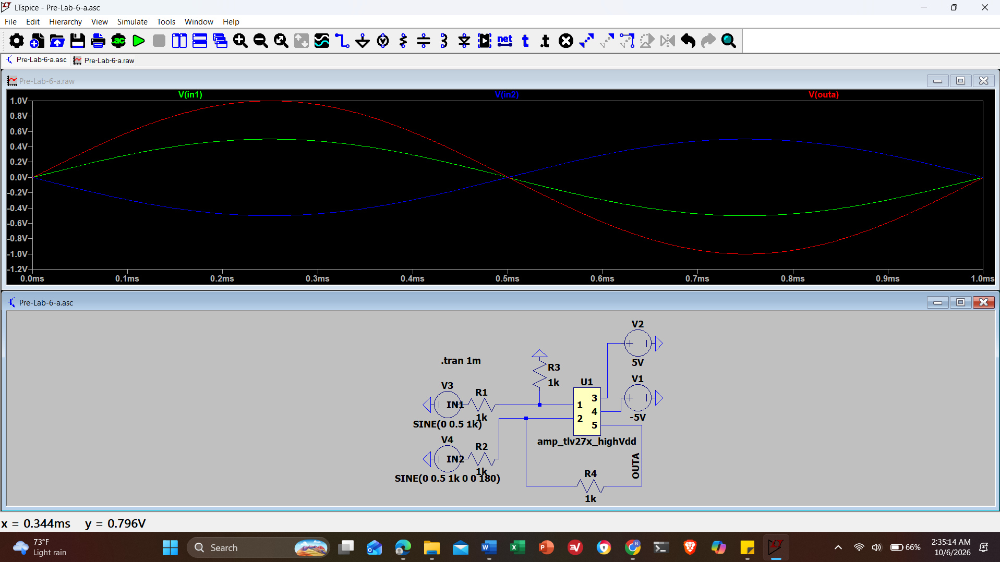 LTspice - Pre-Lab-6-a.asc
File Edit Hierarchy View Simulate Tools Window Help
.ac net t .t
Pre-Lab-6-a.asc Pre-Lab-6-a.raw
Pre-Lab-6-a.raw
V(in1) V(in2) V(outa)
1.0V
0.8V
0.6V
0.4V
0.2V
0.0V
-0.2V
-0.4V
-0.6V
-0.8V
-1.0V
-1.2V
0.0ms 0.1ms 0.2ms 0.3ms 0.4ms 0.5ms 0.6ms 0.7ms 0.8ms 0.9ms 1.0ms
Pre-Lab-6-a.asc
V2
5V
.tran 1m
R3
1k
V1
-5V
U1
1 3
2 4
5
amp_tlv27x_highVdd
V3 R1
IN1
1k
SINE(0 0.5 1k)
V4 R2
IN2
1k
SINE(0 0.5 1k 0 0 180)
OUTA
R4
1k
x = 0.344ms y = 0.796V
73°F
Light rain
Search
66%
2:35:14 AM
10/6/2026